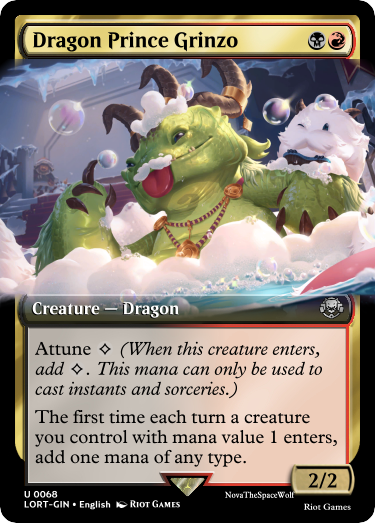 Dragon Prince Grinzo
Creature — Dragon
Attune ✧ (When this creature enters,
add ✧. This mana can only be used to
cast instants and sorceries.)
The first time each turn a creature
you control with mana value 1 enters,
add one mana of any type.
2/2
U 0068
LORT-GIN • English Riot Games
NovaTheSpaceWolf
Riot Games